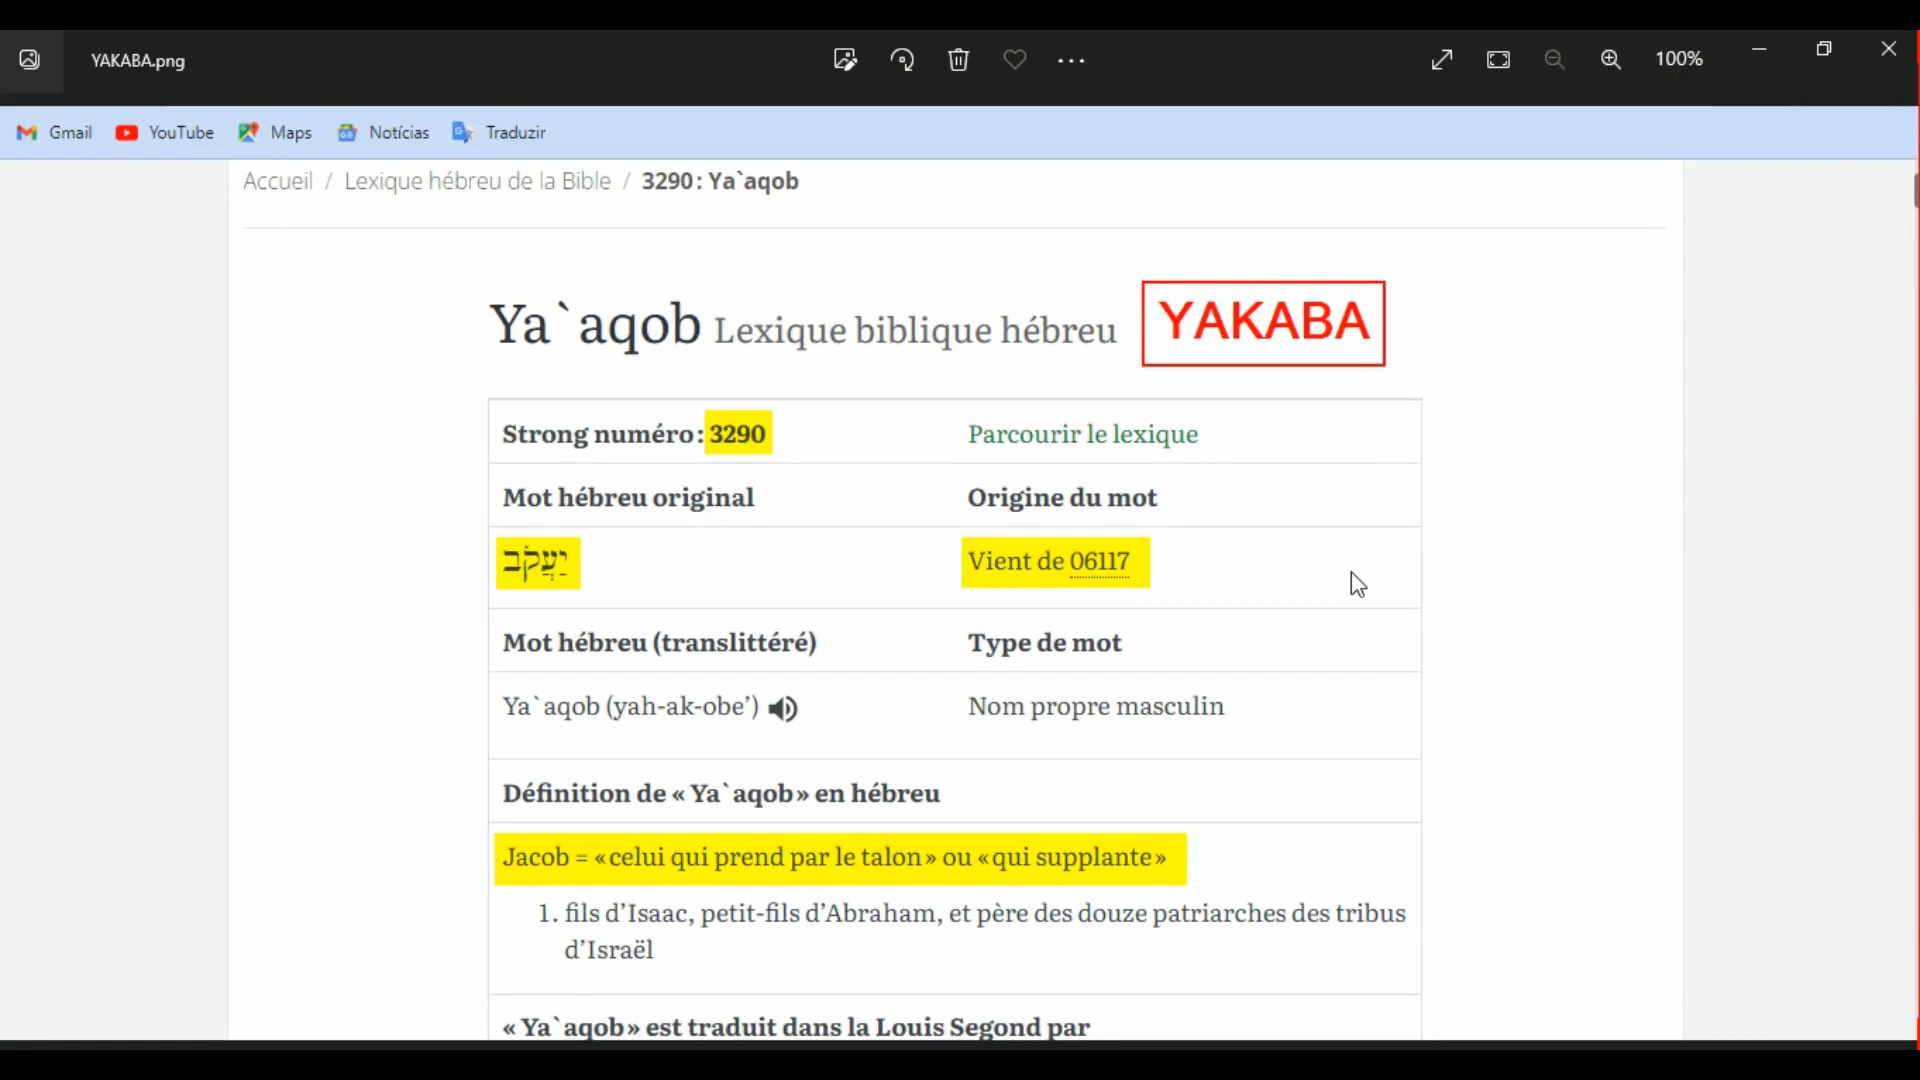 YAKABA.png
100%
Gmail YouTube Maps Notícias Traduzir
Accueil / Lexique hébreu de la Bible / 3290: Ya`aqob
Ya`aqob Lexique biblique hébreu YAKABA
Strong numéro: 3290 Parcourir le lexique
Mot hébreu original Origine du mot
יַעֲקֹב Vient de 06117
Mot hébreu (translittéré) Type de mot
Ya`aqob (yah-ak-obe’) Nom propre masculin
Définition de « Ya`aqob » en hébreu
Jacob = « celui qui prend par le talon » ou « qui supplante »
1. fils d’Isaac, petit-fils d’Abraham, et père des douze patriarches des tribus
d’Israël
« Ya`aqob » est traduit dans la Louis Segond par